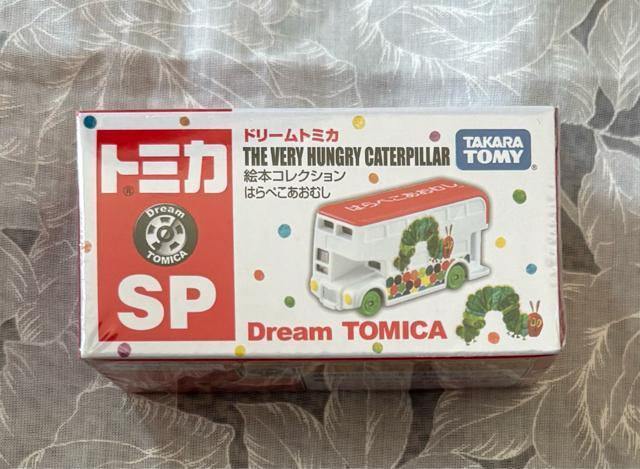 トミカ
®
Dream
TOMICA
SP
ドリームトミカ
THE VERY HUNGRY CATERPILLAR
絵本コレクション
はらぺこあおむし
TAKARA
TOMY
®
はらぺこあおむし
Dream TOMICA